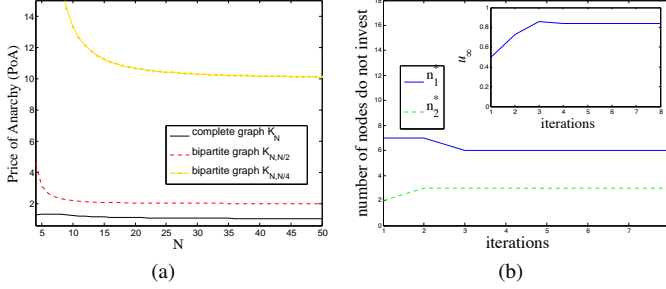 Price of Anarchy (PoA)
14
12
10
8
6
4
2
5 10 15 20 25 30 35 40 45 50
N
complete graph K_N
bipartite graph K_{N,N/2}
bipartite graph K_{N,N/4}
(a)
number of nodes do not invest
18
16
14
12
10
8
6
4
2
0
1 2 3 4 5 6 7
iterations
n_1^*
n_2^*
u_∞
1
0.8
0.6
0.4
0.2
0
1 2 3 4 5 6 7 8
iterations
(b)